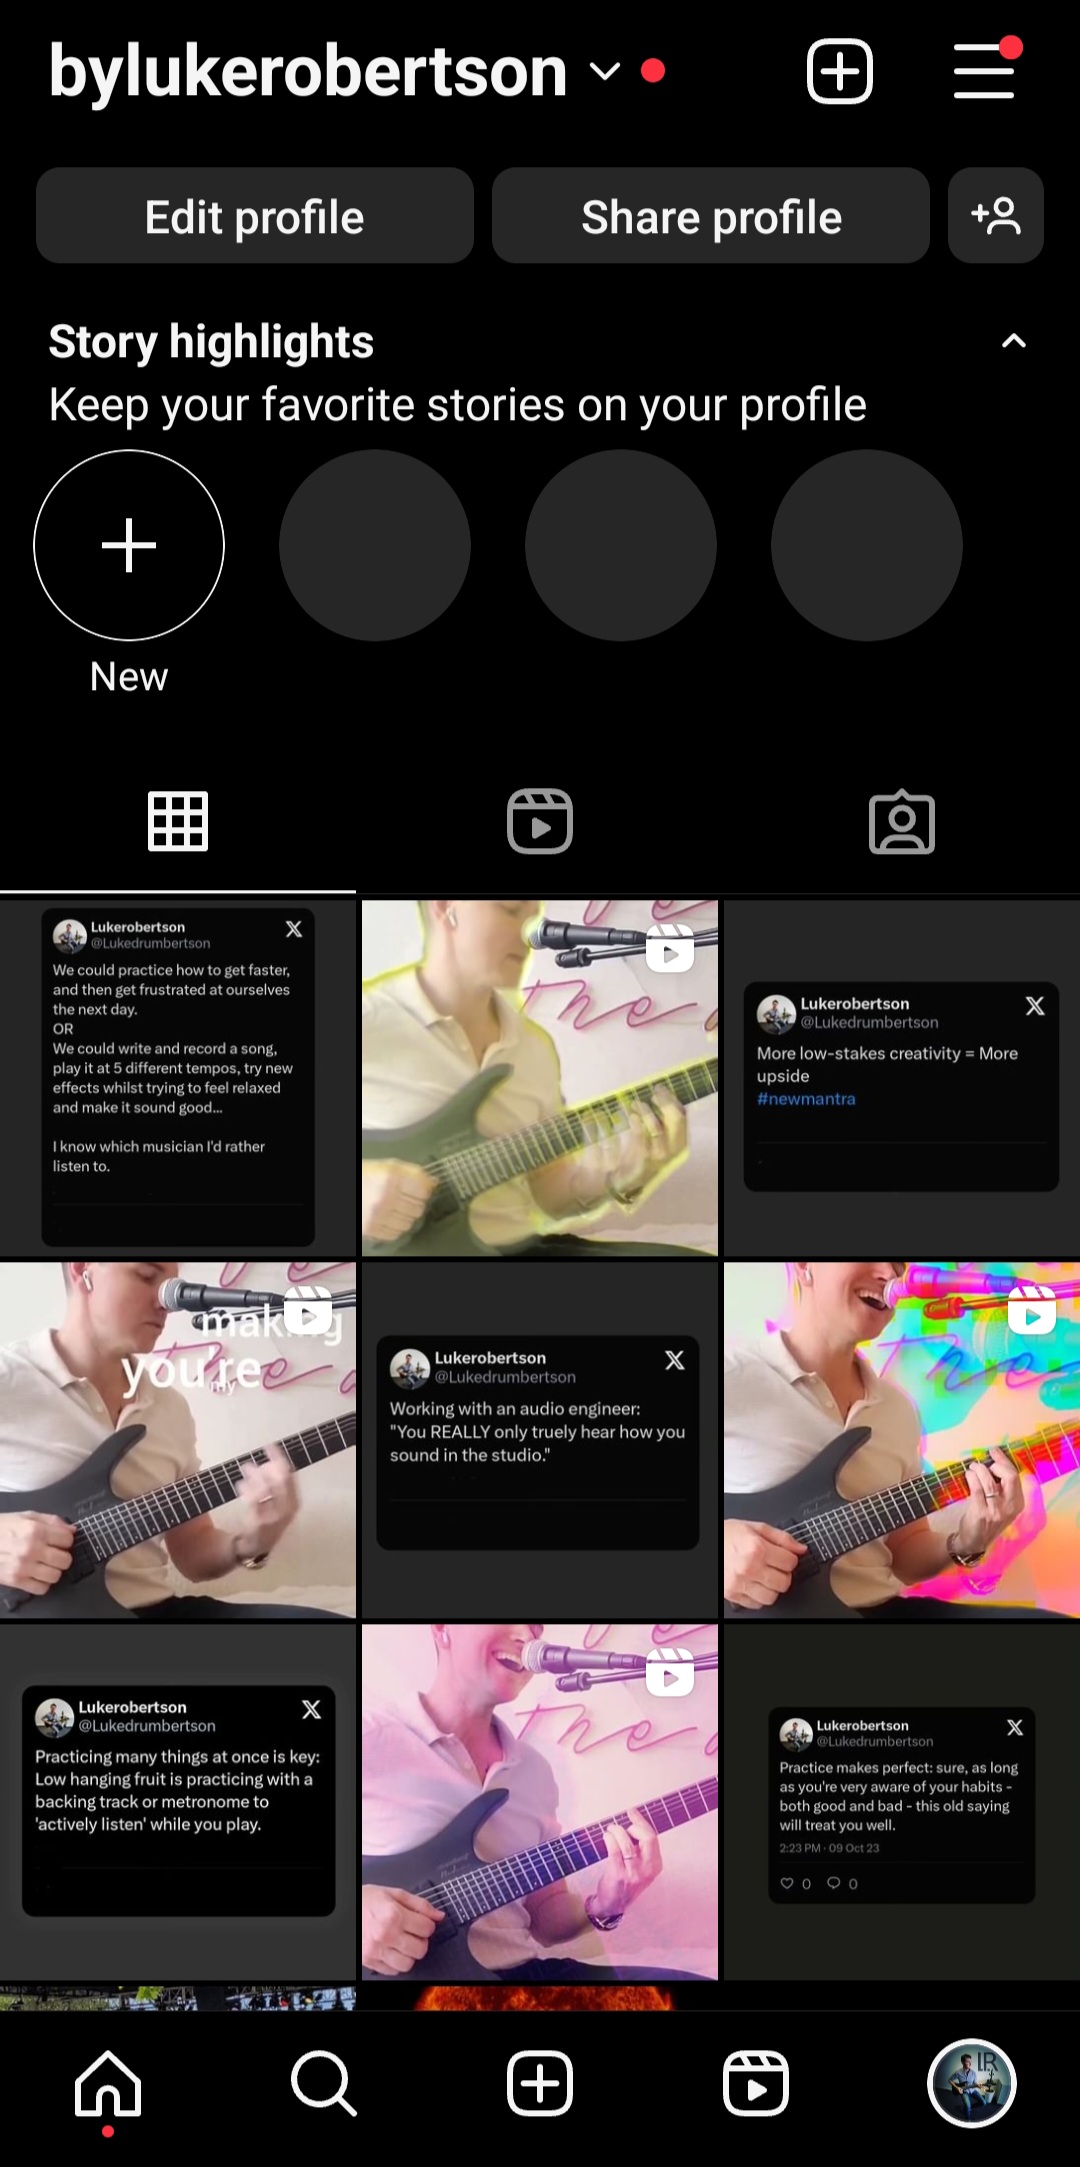 bylukerobertson
Edit profile
Share profile
Story highlights
Keep your favorite stories on your profile
New
Lukerobertson
@Lukedrumbertson
We could practice how to get faster,
and then get frustrated at ourselves
the next day.
OR
We could write and record a song,
play it at 5 different tempos, try new
effects whilst trying to feel relaxed
and make it sound good...
I know which musician I'd rather
listen to.
the
Lukerobertson
@Lukedrumbertson
More low-stakes creativity = More
upside
#newmantra
making
you're
my
Lukerobertson
@Lukedrumbertson
Working with an audio engineer:
"You REALLY only truely hear how you
sound in the studio."
the
Lukerobertson
@Lukedrumbertson
Practicing many things at once is key:
Low hanging fruit is practicing with a
backing track or metronome to
'actively listen' while you play.
the
Lukerobertson
@Lukedrumbertson
Practice makes perfect: sure, as long
as you're very aware of your habits -
both good and bad - this old saying
will treat you well.
2:23 PM · 09 Oct 23
0 0
LR